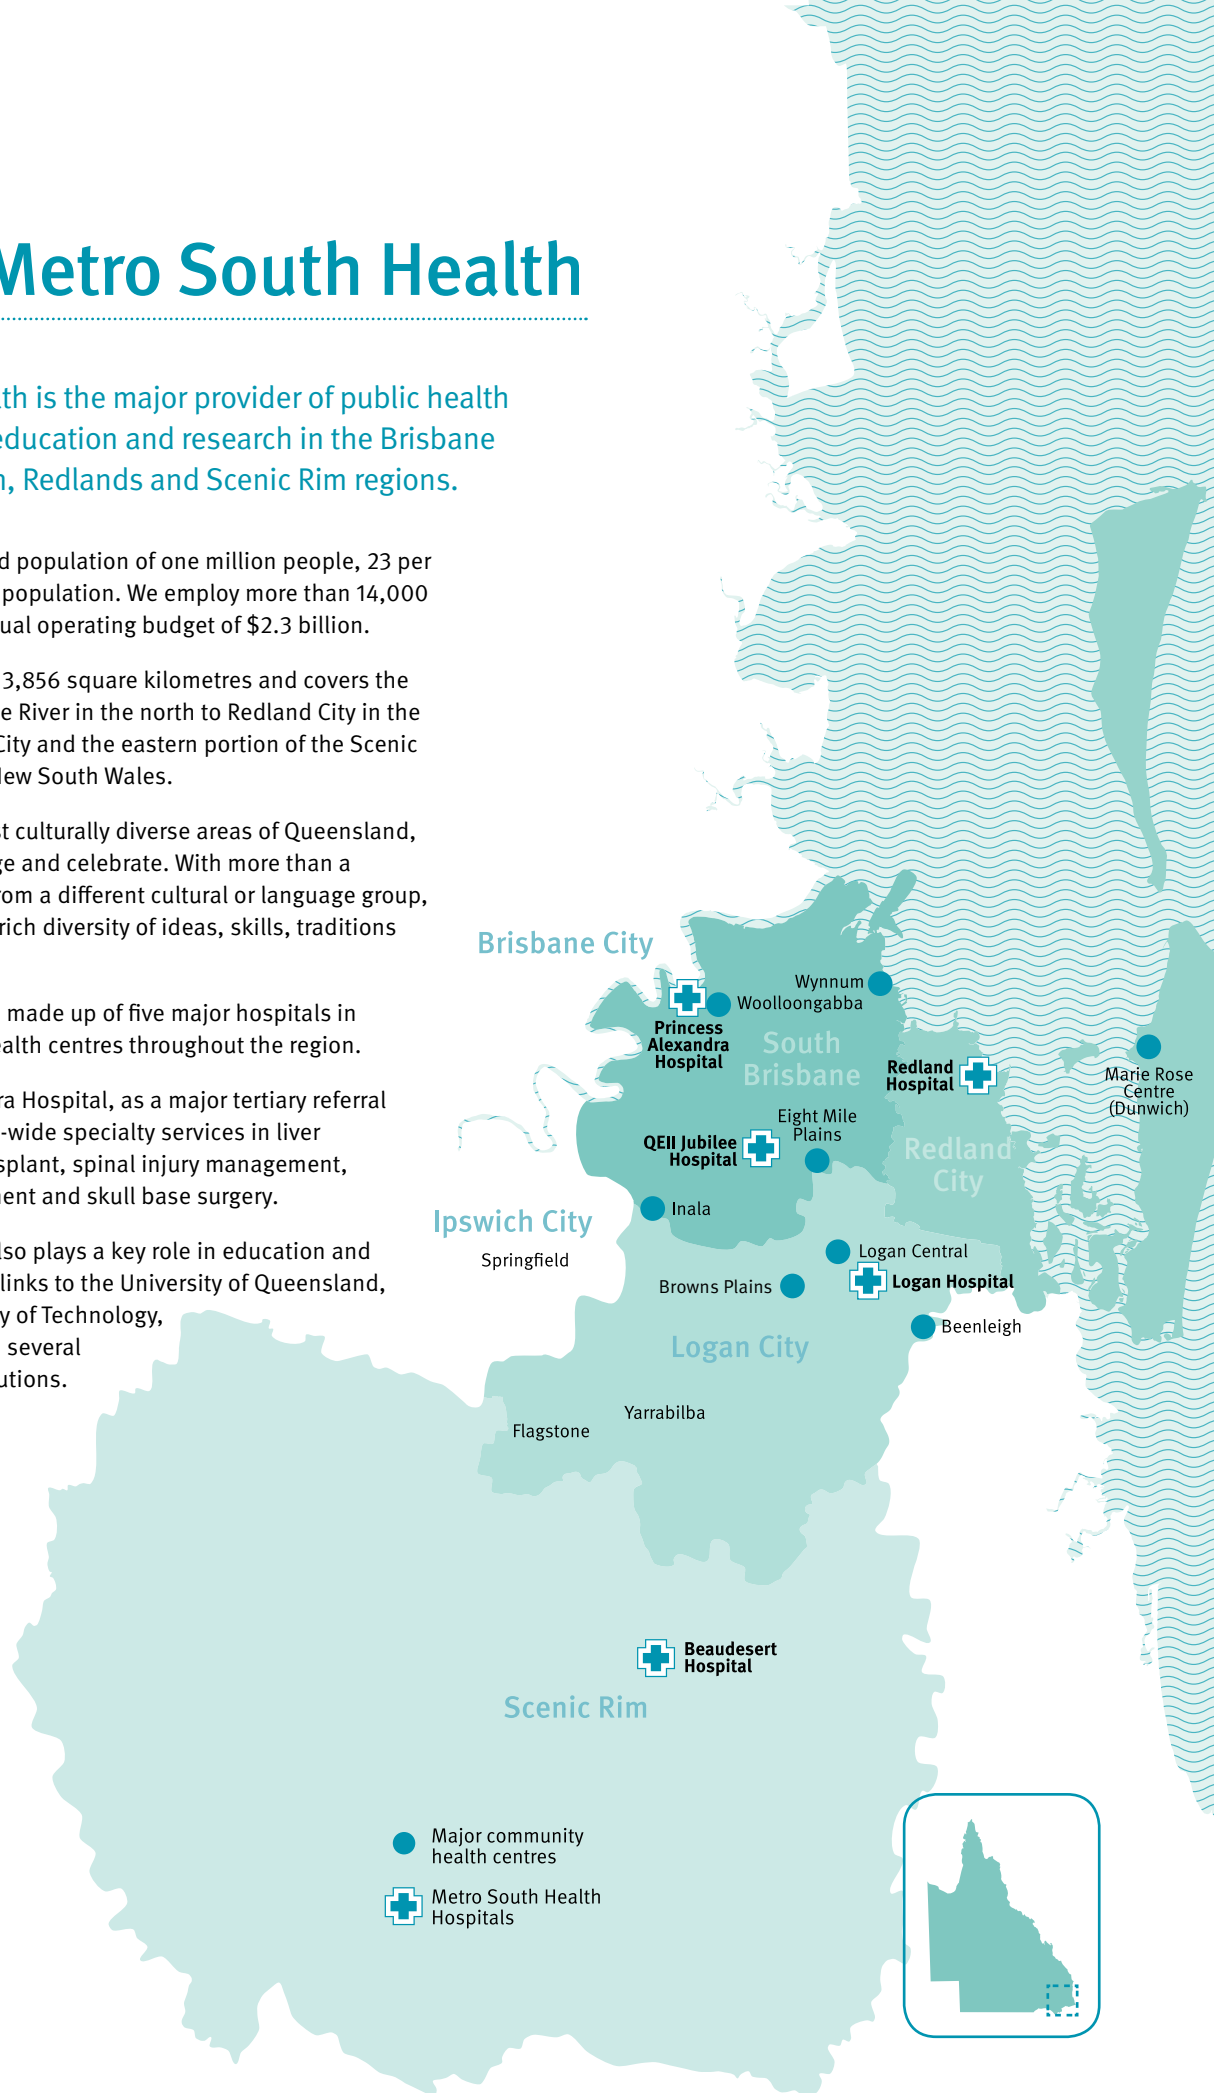 Metro South Health
lth is the major provider of public health
education and research in the Brisbane
n, Redlands and Scenic Rim regions.
d population of one million people, 23 per
population. We employ more than 14,000
ual operating budget of $2.3 billion.
3,856 square kilometres and covers the
e River in the north to Redland City in the
City and the eastern portion of the Scenic
New South Wales.
st culturally diverse areas of Queensland,
ge and celebrate. With more than a
rom a different cultural or language group,
rich diversity of ideas, skills, traditions
made up of five major hospitals in
ealth centres throughout the region.
ra Hospital, as a major tertiary referral
-wide specialty services in liver
splant, spinal injury management,
ment and skull base surgery.
lso plays a key role in education and
links to the University of Queensland,
y of Technology,
several
utions.
Brisbane City
Wynnum
Woolloongabba
Princess
Alexandra
Hospital
South
Brisbane
Redland
Hospital
Marie Rose
Centre
(Dunwich)
Eight Mile
Plains
QEII Jubilee
Hospital
Redland
City
Inala
Ipswich City
Springfield
Logan Central
Logan Hospital
Browns Plains
Beenleigh
Logan City
Yarrabilba
Flagstone
Beaudesert
Hospital
Scenic Rim
Major community
health centres
Metro South Health
Hospitals